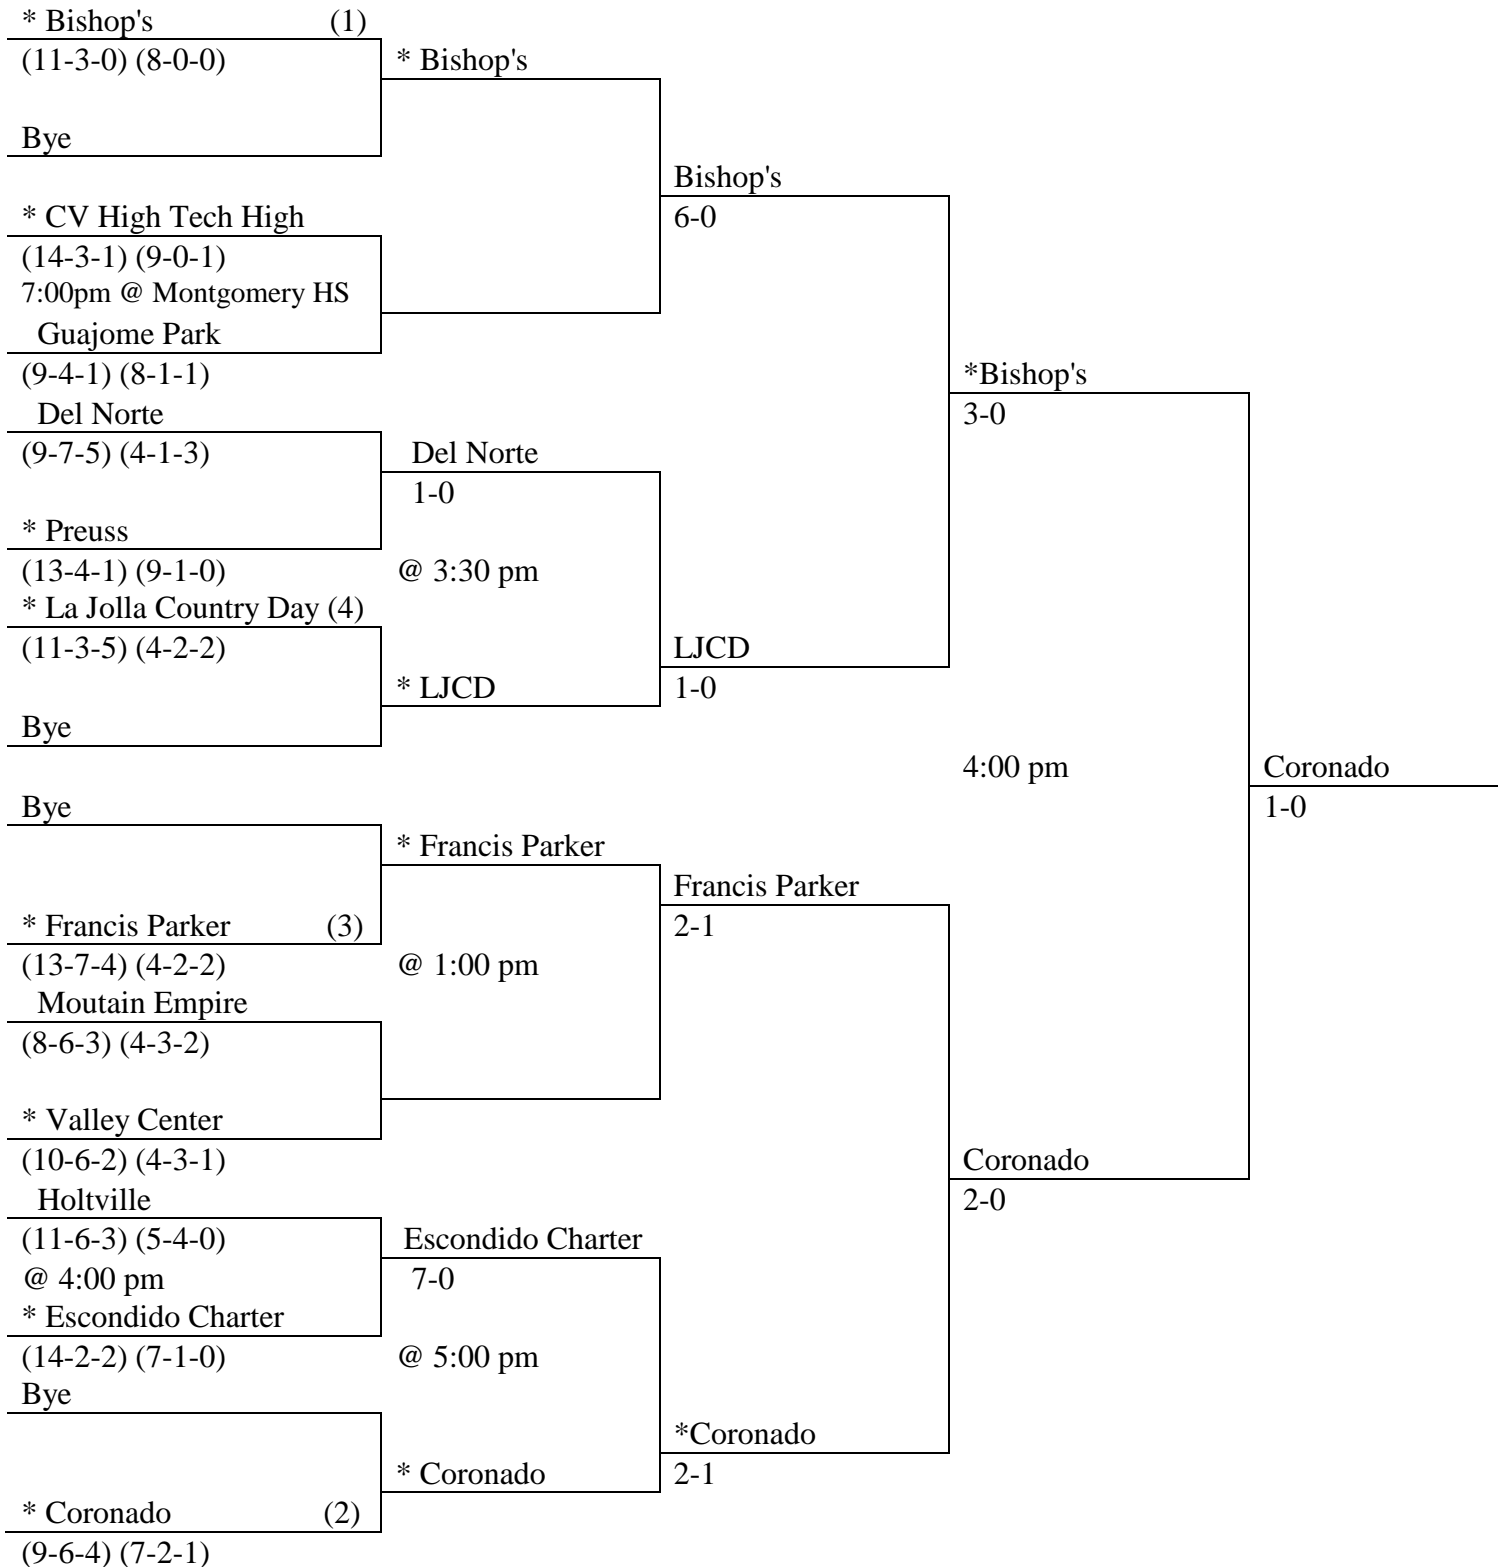 * Bishop's (1)
(11-3-0) (8-0-0)
* Bishop's
Bye
Bishop's
* CV High Tech High
6-0
(14-3-1) (9-0-1)
7:00pm @ Montgomery HS
Guajome Park
(9-4-1) (8-1-1)
*Bishop's
Del Norte
3-0
(9-7-5) (4-1-3)
Del Norte
1-0
* Preuss
(13-4-1) (9-1-0)
@ 3:30 pm
* La Jolla Country Day (4)
(11-3-5) (4-2-2)
LJCD
* LJCD
1-0
Bye
4:00 pm
Coronado
Bye
1-0
* Francis Parker
Francis Parker
* Francis Parker (3)
2-1
(13-7-4) (4-2-2)
@ 1:00 pm
Moutain Empire
(8-6-3) (4-3-2)
* Valley Center
(10-6-2) (4-3-1)
Coronado
Holtville
2-0
(11-6-3) (5-4-0)
Escondido Charter
@ 4:00 pm
7-0
* Escondido Charter
(14-2-2) (7-1-0)
@ 5:00 pm
Bye
*Coronado
* Coronado
2-1
* Coronado (2)
(9-6-4) (7-2-1)